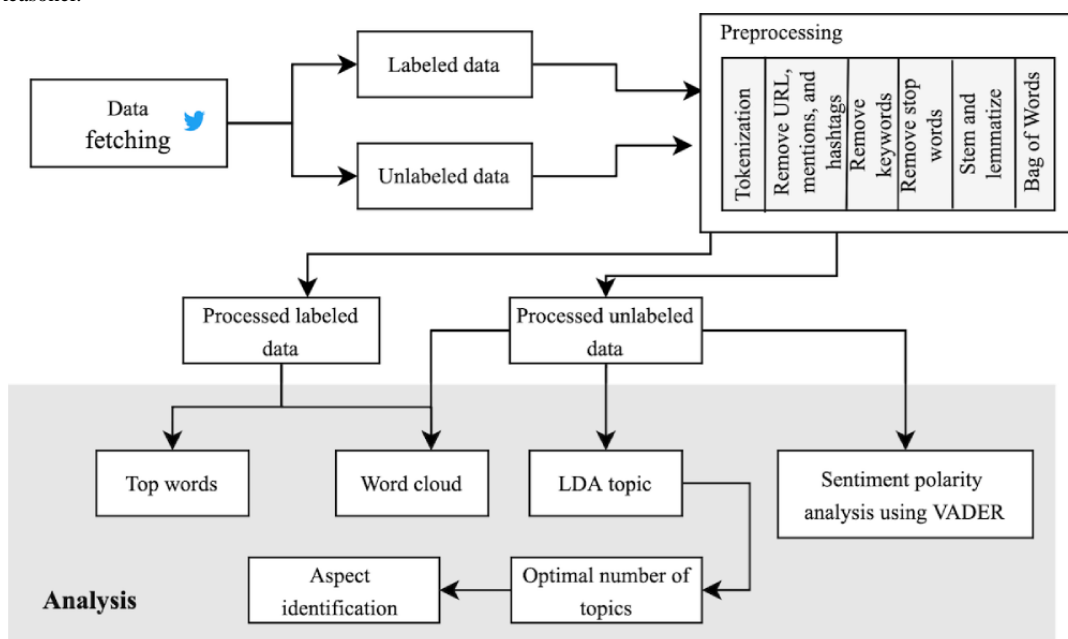 Preprocessing
Labeled data
Data
fetching
Unlabeled data
Tokenization
Remove URL,
mentions, and
hashtags
Remove
keywords
Remove stop
words
Stem and
lemmatize
Bag of Words
Processed labeled
data
Processed unlabeled
data
Top words
Word cloud
LDA topic
Sentiment polarity
analysis using VADER
Aspect
identification
Optimal number of
topics
Analysis